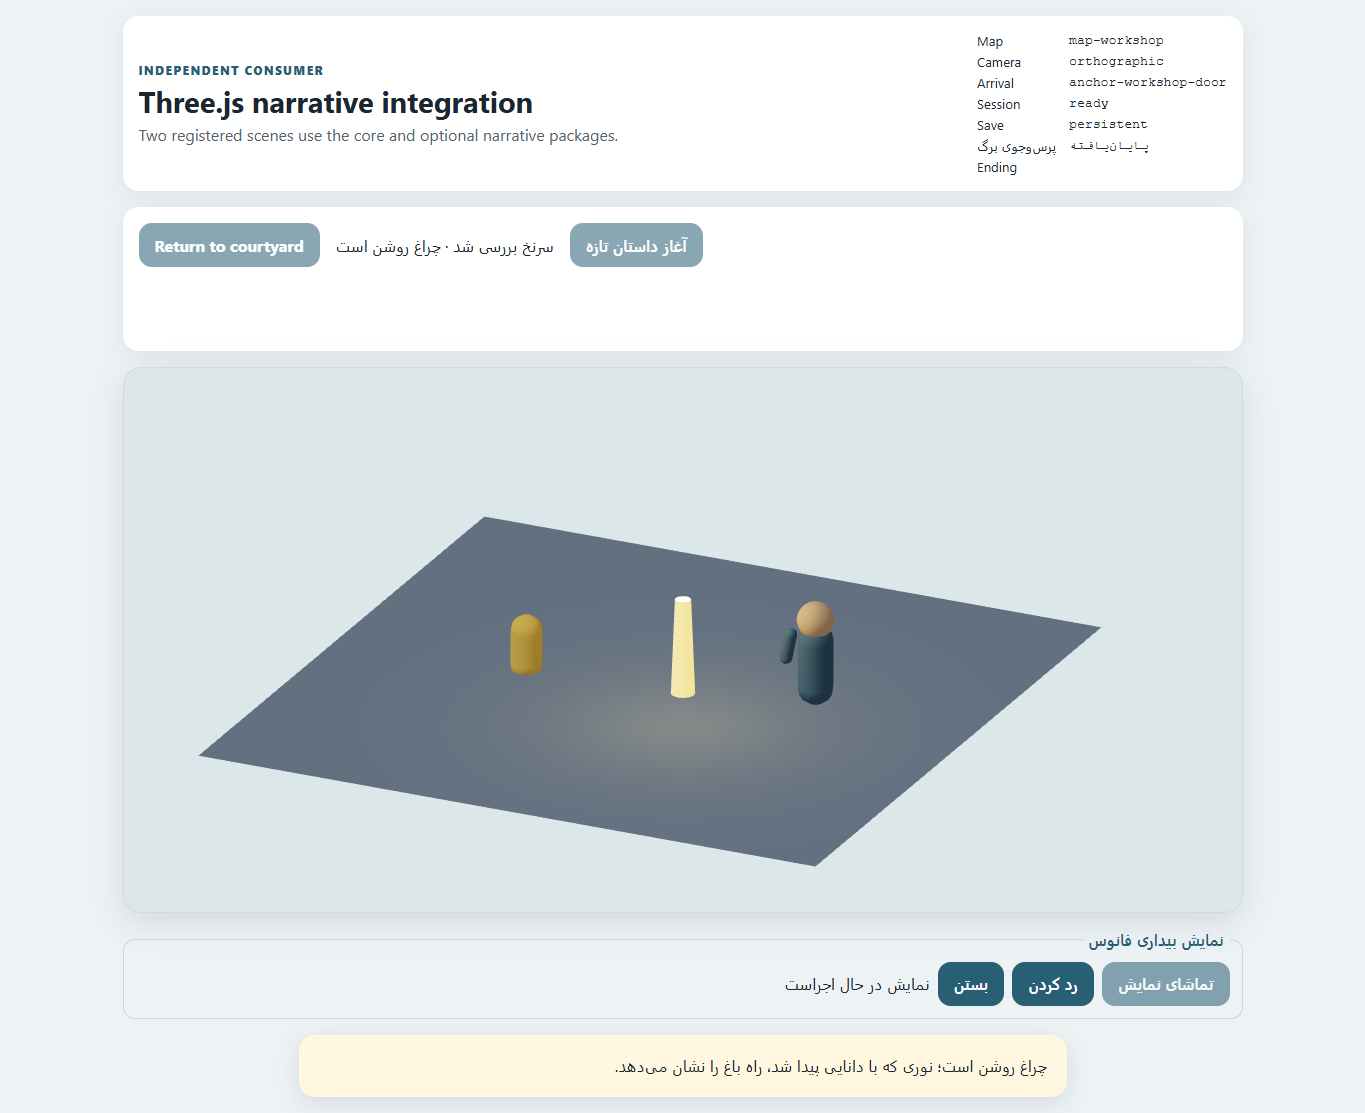 INDEPENDENT CONSUMER
Three.js narrative integration
Two registered scenes use the core and optional narrative packages.
Map map-workshop
Camera orthographic
Arrival anchor-workshop-door
Session ready
Save persistent
پرس‌وجوی برگ پایان‌یافته
Ending
Return to courtyard سرنخ بررسی شد · چراغ روشن است آغاز داستان تازه
نمایش بیداری فانوس
تماشای نمایش رد کردن بستن نمایش در حال اجراست
چراغ روشن است؛ نوری که با دانایی پیدا شد، راه باغ را نشان می‌دهد.